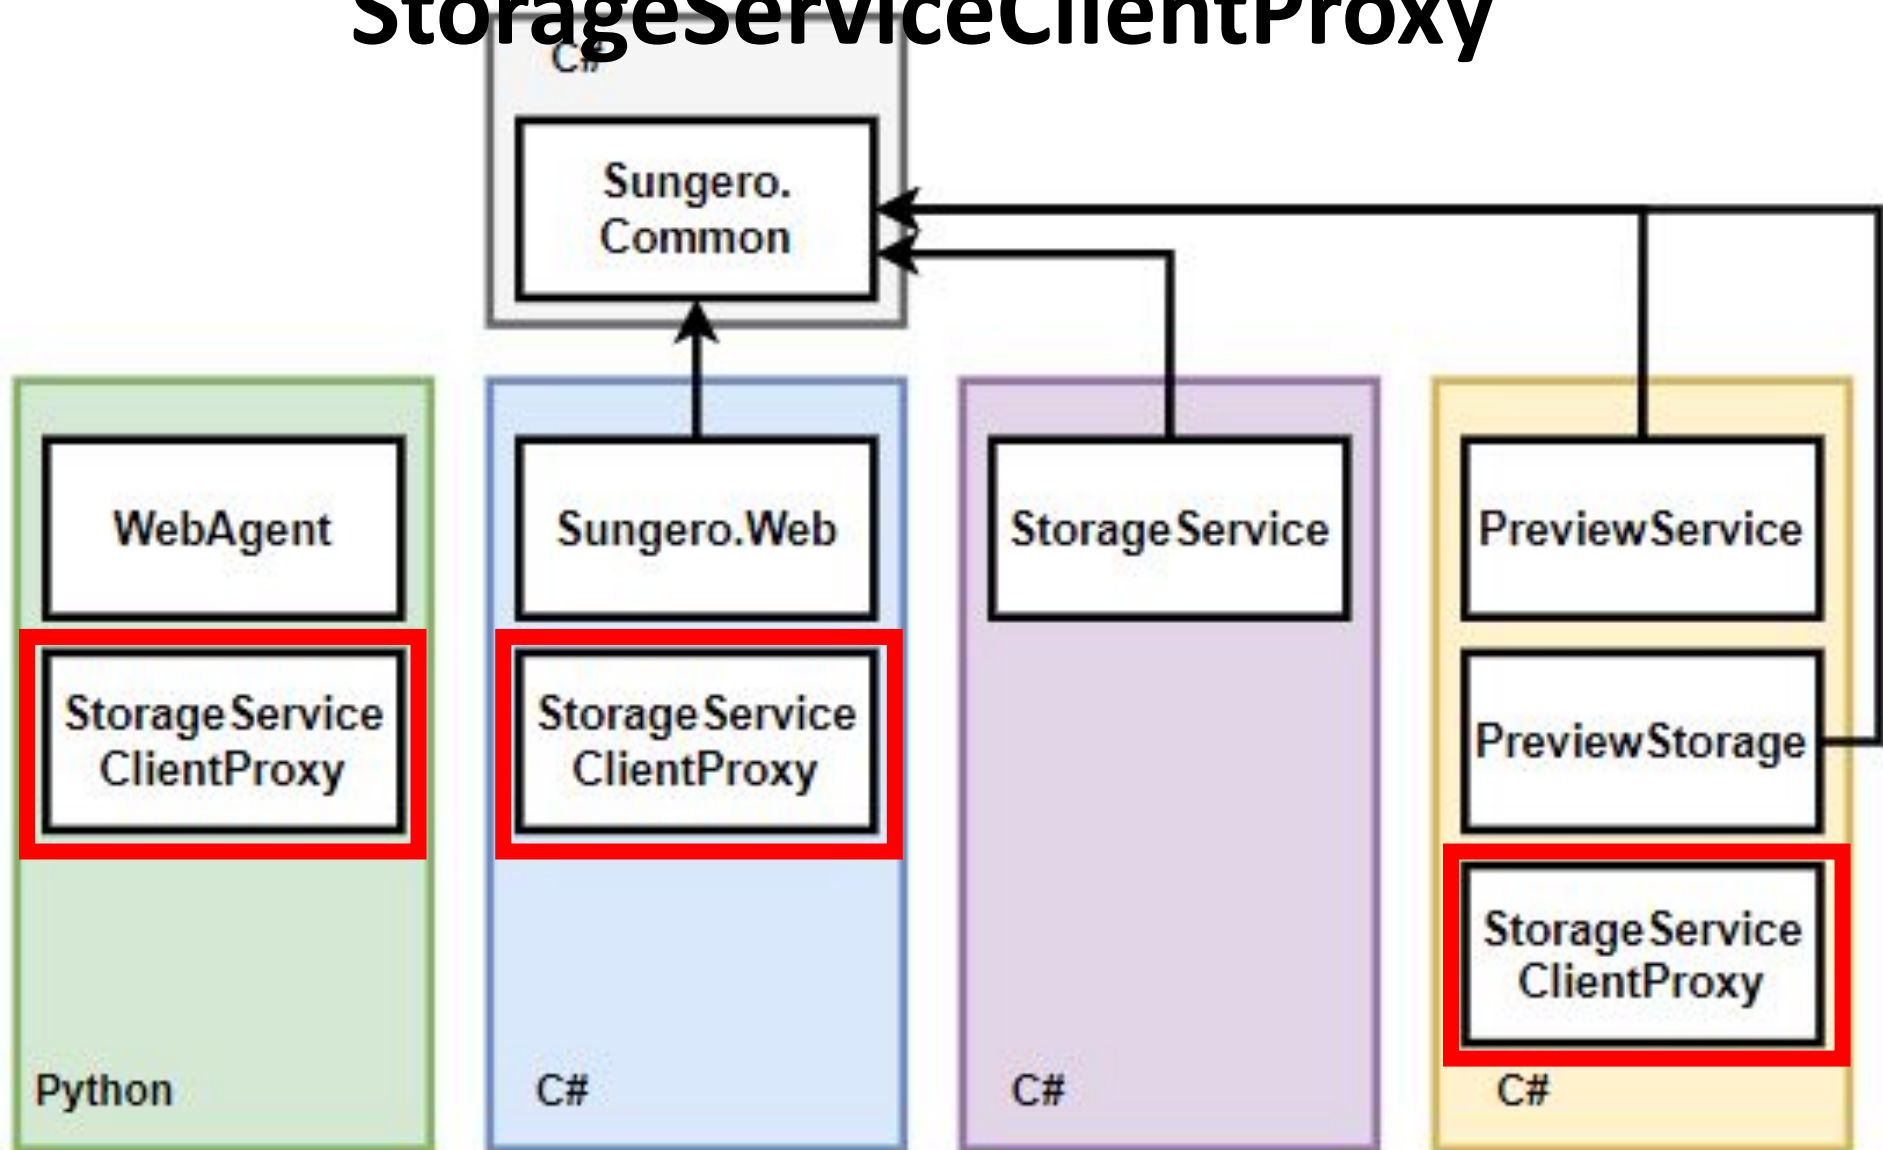 StorageServiceClientProxy
C#
Sungero.
Common
WebAgent
Sungero.Web
StorageService
PreviewService
StorageService
ClientProxy
StorageService
ClientProxy
PreviewStorage
StorageService
ClientProxy
Python
C#
C#
C#